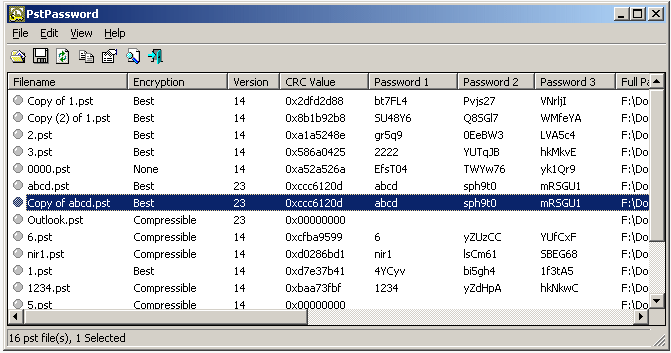 PstPassword
File Edit View Help
Filename Encryption Version CRC Value Password 1 Password 2 Password 3 Full Pa
Copy of 1.pst Best 14 0x2dfd2d88 bt7FL4 Pvjs27 VNrljI F:\Do
Copy (2) of 1.pst Best 14 0x8b1b92b8 SU48Y6 Q8SGl7 WMfeYA F:\Do
2.pst Best 14 0xa1a5248e gr5q9 0EeBW3 LVA5c4 F:\Do
3.pst Best 14 0x586a0425 2222 YUTqJB hkMkvE F:\Do
0000.pst None 14 0xa52a526a EfsT04 TWYw76 yk1Qr9 F:\Do
abcd.pst Best 23 0xccc6120d abcd sph9t0 mRSGU1 F:\Do
Copy of abcd.pst Best 23 0xccc6120d abcd sph9t0 mRSGU1 F:\Do
Outlook.pst Compressible 23 0x00000000 F:\Do
6.pst Compressible 14 0xcfba9599 6 yZUzCC YUfCxF F:\Do
nir1.pst Compressible 14 0xd0286bd1 nir1 lsCm61 SBEG68 F:\Do
1.pst Best 14 0xd7e37b41 4YCyv bi5gh4 1f3tA5 F:\Do
1234.pst Compressible 14 0xbaa73fbf 1234 yZdHpA hkNkwC F:\Do
5.pst Compressible 14 0x00000000 F:\Do
16 pst file(s), 1 Selected